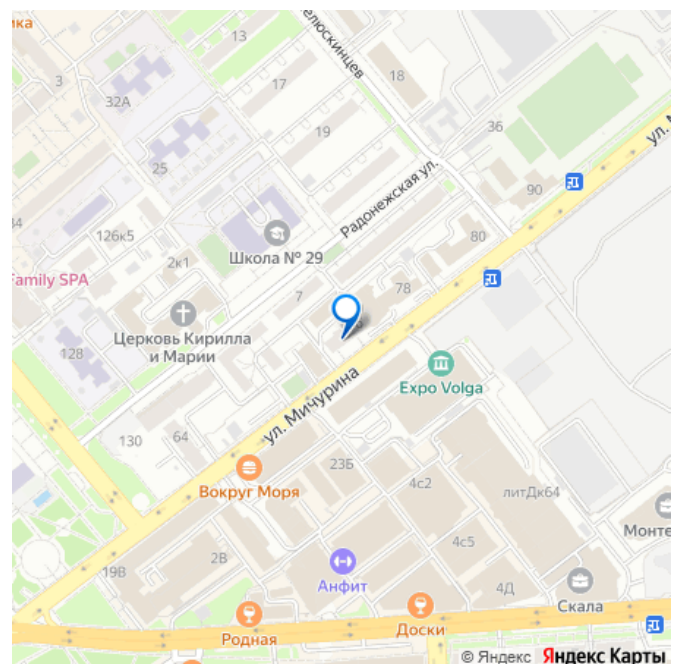 ика
13
елюскинцев
3
17
18
32А
19
36
ул. М
25
Радонежская ул.
90
34
126к5
Школа № 29
80
2к1
Family SPA
7
78
Церковь Кирилла
и Марии
128
Expo Volga
ул. Мичурина
130
64
23Б
Вокруг Моря
4с2
литДк64
Монте
4с5
19В
2В
Анфит
4Д
Скала
Родная
Доски
© Яндекс Яндекс Карты